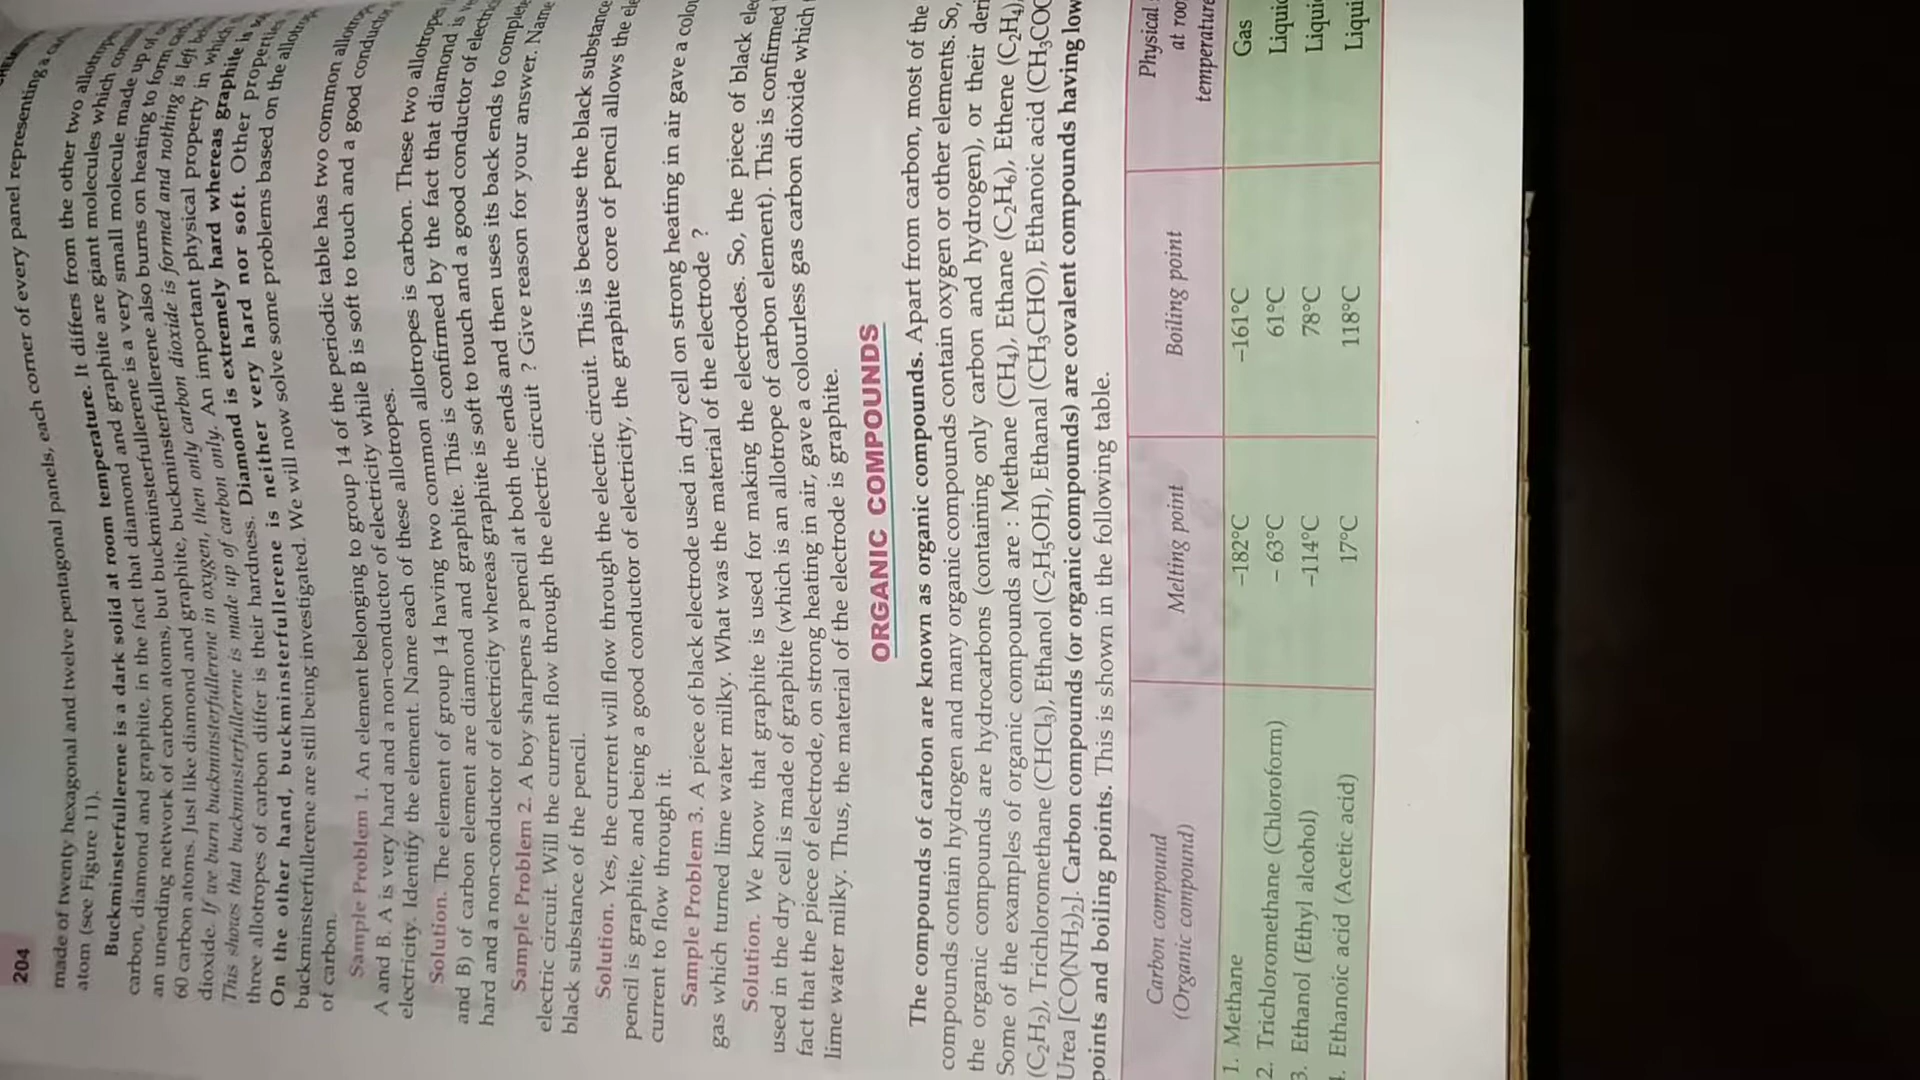 204
made of twenty hexagonal and twelve pentagonal panels, each corner of every panel representing a
atom (see Figure 11).
Buckminsterfullerene is a dark solid at room temperature. It differs from the other two allotropes
carbon, diamond and graphite, in the fact that diamond and graphite are giant molecules which
an unending network of carbon atoms, but buckminsterfullerene is a very small molecule made up of
60 carbon atoms. Just like diamond and graphite, buckminsterfullerene also burns on heating to form
dioxide. If we burn buckminsterfullerene in oxygen, then only carbon dioxide is formed and nothing is left
This shows that buckminsterfullerene is made up of carbon only. An important physical property in which
three allotropes of carbon differ is their hardness. Diamond is extremely hard whereas graphite is
On the other hand, buckminsterfullerene is neither very hard nor soft. Other properties
buckminsterfullerene are still being investigated. We will now solve some problems based on the
of carbon.
Sample Problem 1. An element belonging to group 14 of the periodic table has two common
A and B. A is very hard and a non-conductor of electricity while B is soft to touch and a good conductor
electricity. Identify the element. Name each of these allotropes.
Solution. The element of group 14 having two common allotropes is carbon. These two allotropes
and B) of carbon element are diamond and graphite. This is confirmed by the fact that diamond is
hard and a non-conductor of electricity whereas graphite is soft to touch and a good conductor of
Sample Problem 2. A boy sharpens a pencil at both the ends and then uses its back ends to
electric circuit. Will the current flow through the electric circuit ? Give reason for your answer. Name
black substance of the pencil.
Solution. Yes, the current will flow through the electric circuit. This is because the black substance
pencil is graphite, and being a good conductor of electricity, the graphite core of pencil allows the
current to flow through it.
Sample Problem 3. A piece of black electrode used in dry cell on strong heating in air gave a
gas which turned lime water milky. What was the material of the electrode ?
Solution. We know that graphite is used for making the electrodes. So, the piece of black
used in the dry cell is made of graphite (which is an allotrope of carbon element). This is confirmed
fact that the piece of electrode, on strong heating in air, gave a colourless gas carbon dioxide which
lime water milky. Thus, the material of the electrode is graphite.
ORGANIC COMPOUNDS
The compounds of carbon are known as organic compounds. Apart from carbon, most of the
compounds contain hydrogen and many organic compounds contain oxygen or other elements. So,
the organic compounds are hydrocarbons (containing only carbon and hydrogen), or their
Some of the examples of organic compounds are : Methane (CH₄), Ethane (C₂H₆), Ethene (C₂H₄),
(C₂H₂), Trichloromethane (CHCl₃), Ethanol (C₂H₅OH), Ethanal (CH₃CHO), Ethanoic acid (CH₃COO
Urea [CO(NH₂)₂]. Carbon compounds (or organic compounds) are covalent compounds having low
points and boiling points. This is shown in the following table.
Carbon compound (Organic compound) Melting point Boiling point Physical at room temperature
1. Methane –182°C –161°C Gas
2. Trichloromethane (Chloroform) – 63°C 61°C Liquid
3. Ethanol (Ethyl alcohol) –114°C 78°C Liquid
. Ethanoic acid (Acetic acid) 17°C 118°C Liqui